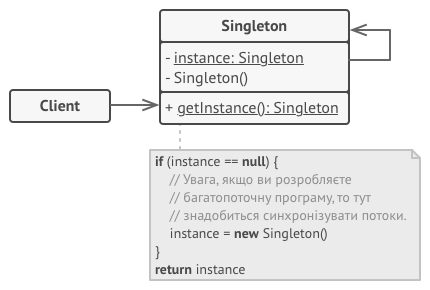 Singleton
- instance: Singleton
- Singleton()
Client
+ getInstance(): Singleton
if (instance == null) {
// Увага, якщо ви розробляєте
// багатопоточну програму, то тут
// знадобиться синхронізувати потоки.
instance = new Singleton()
}
return instance